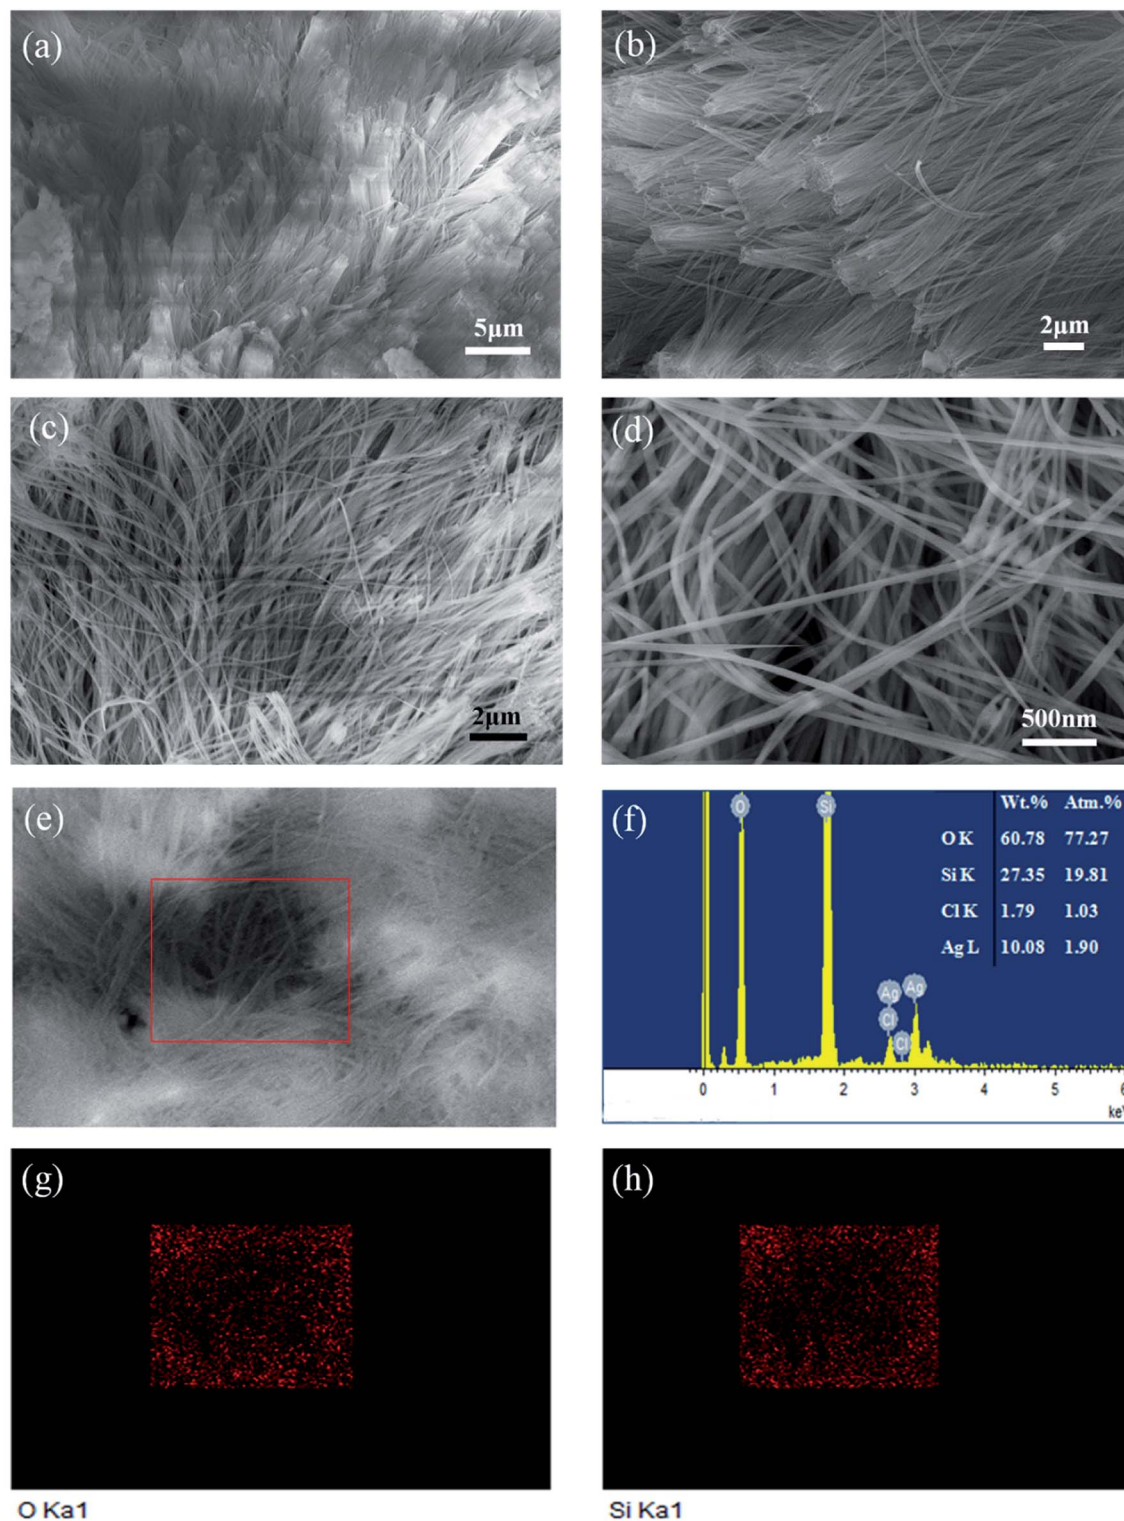 (a)
5μm
(b)
2μm
(c)
2μm
(d)
500nm
(e)
(f)
Wt.% Atm.%
O K 60.78 77.27
Si K 27.35 19.81
Cl K 1.79 1.03
Ag L 10.08 1.90
O
Si
Ag
Cl
Cl
Ag
0 1 2 3 4 5 6
keV
(g)
O Ka1
(h)
Si Ka1